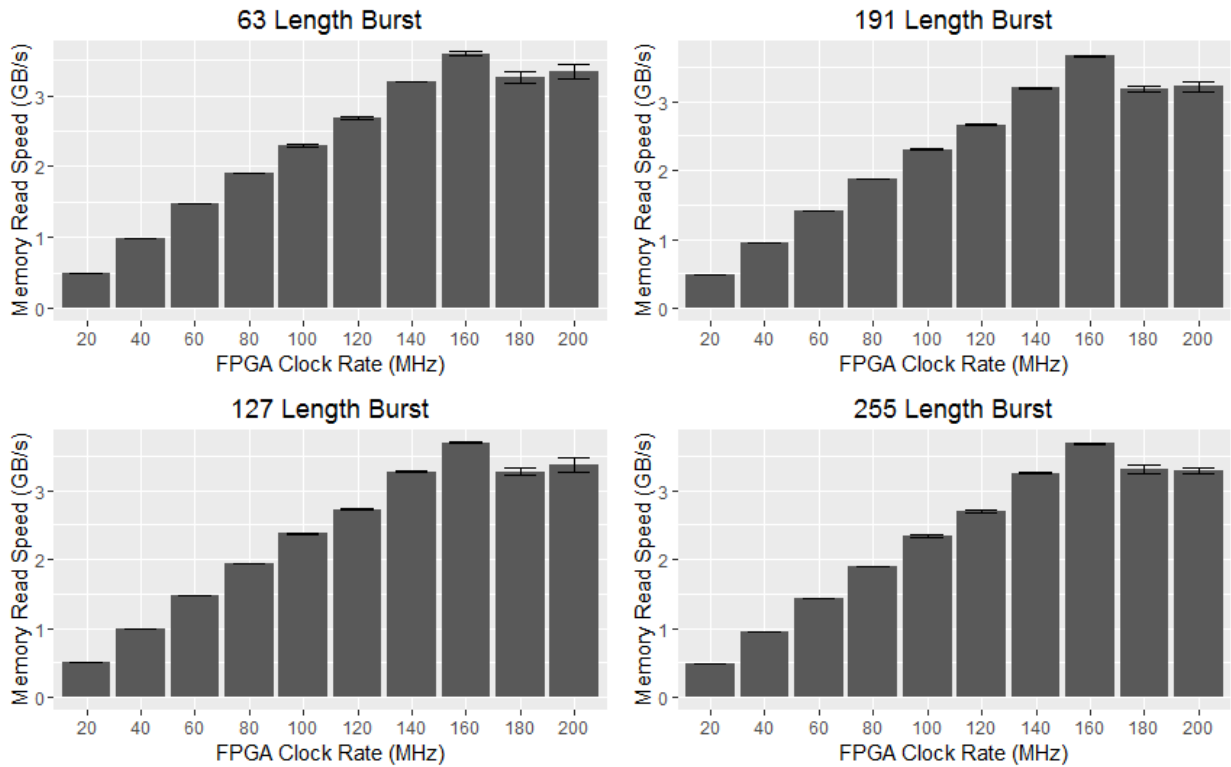 63 Length Burst
Memory Read Speed (GB/s)
3
2
1
0
20 40 60 80 100 120 140 160 180 200
FPGA Clock Rate (MHz)
191 Length Burst
Memory Read Speed (GB/s)
3
2
1
0
20 40 60 80 100 120 140 160 180 200
FPGA Clock Rate (MHz)
127 Length Burst
Memory Read Speed (GB/s)
3
2
1
0
20 40 60 80 100 120 140 160 180 200
FPGA Clock Rate (MHz)
255 Length Burst
Memory Read Speed (GB/s)
3
2
1
0
20 40 60 80 100 120 140 160 180 200
FPGA Clock Rate (MHz)